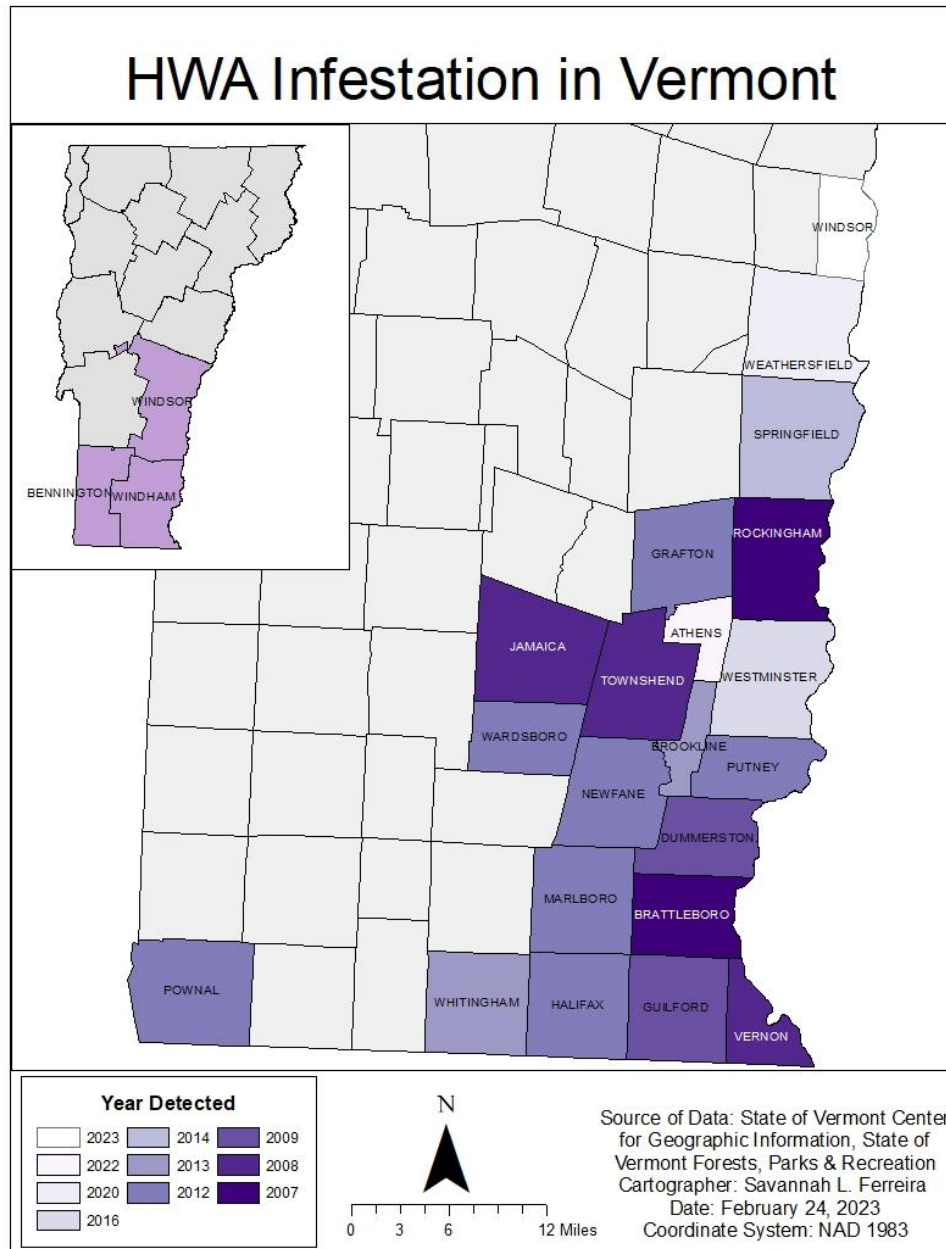 HWA Infestation in Vermont
WINDSOR
BENNINGTON
WINDHAM
WINDSOR
WEATHERSFIELD
SPRINGFIELD
ROCKINGHAM
GRAFTON
ATHENS
JAMAICA
TOWNSHEND
WESTMINSTER
WARDSBORO
BROOKLINE
PUTNEY
NEWFANE
DUMMERSTON
MARLBORO
BRATTLEBORO
POWNAL
WHITINGHAM
HALIFAX
GUILFORD
VERNON
Year Detected
2023 2014 2009
2022 2013 2008
2020 2012 2007
2016
N
0 3 6 12 Miles
Source of Data: State of Vermont Center
for Geographic Information, State of
Vermont Forests, Parks & Recreation
Cartographer: Savannah L. Ferreira
Date: February 24, 2023
Coordinate System: NAD 1983